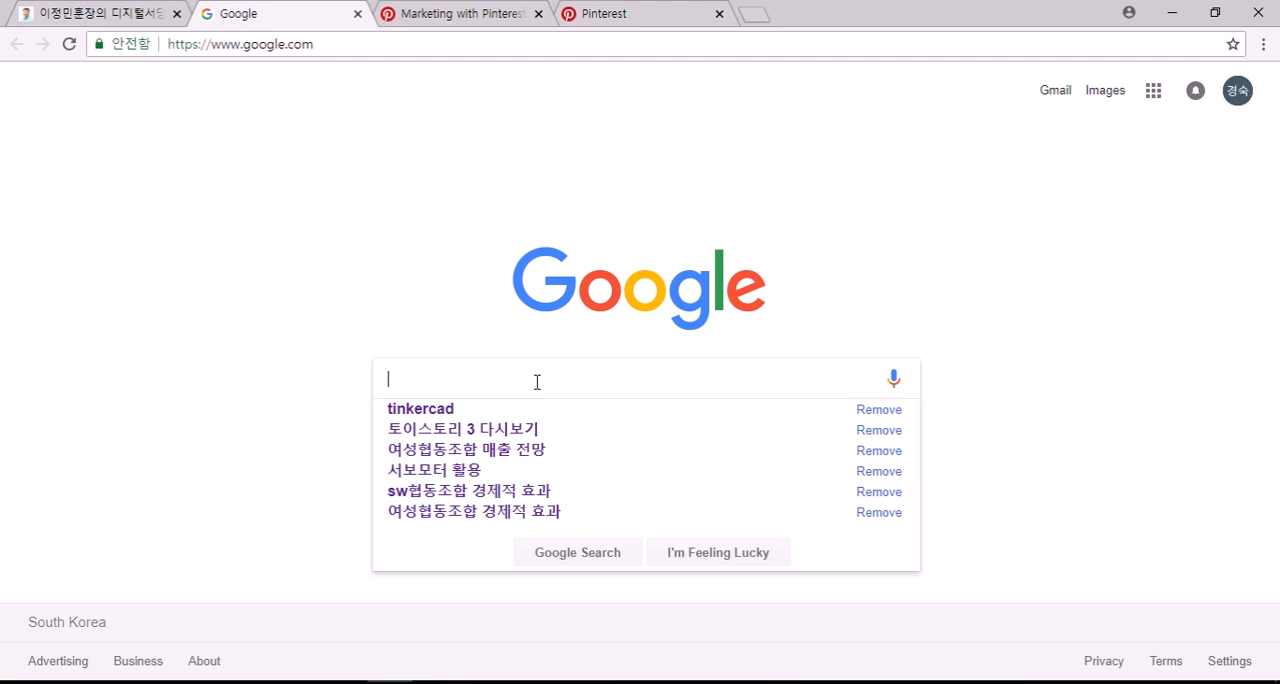 이정민훈장의 디지털서당
Google
Marketing with Pinterest
Pinterest
안전함
https://www.google.com
Gmail
Images
경숙
Google
tinkercad
Remove
토이스토리 3 다시보기
Remove
여성협동조합 매출 전망
Remove
서보모터 활용
Remove
sw협동조합 경제적 효과
Remove
여성협동조합 경제적 효과
Remove
Google Search
I'm Feeling Lucky
South Korea
Advertising
Business
About
Privacy
Terms
Settings